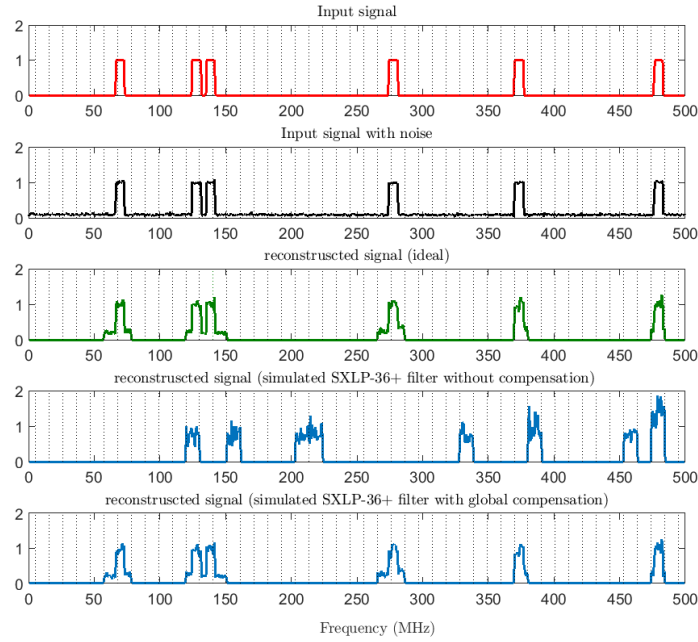 Input signal
2
1
0
0 50 100 150 200 250 300 350 400 450 500
Input signal with noise
2
1
0
0 50 100 150 200 250 300 350 400 450 500
reconstruscted signal (ideal)
2
1
0
0 50 100 150 200 250 300 350 400 450 500
reconstruscted signal (simulated SXLP-36+ filter without compensation)
2
1
0
0 50 100 150 200 250 300 350 400 450 500
reconstruscted signal (simulated SXLP-36+ filter with global compensation)
2
1
0
0 50 100 150 200 250 300 350 400 450 500
Frequency (MHz)